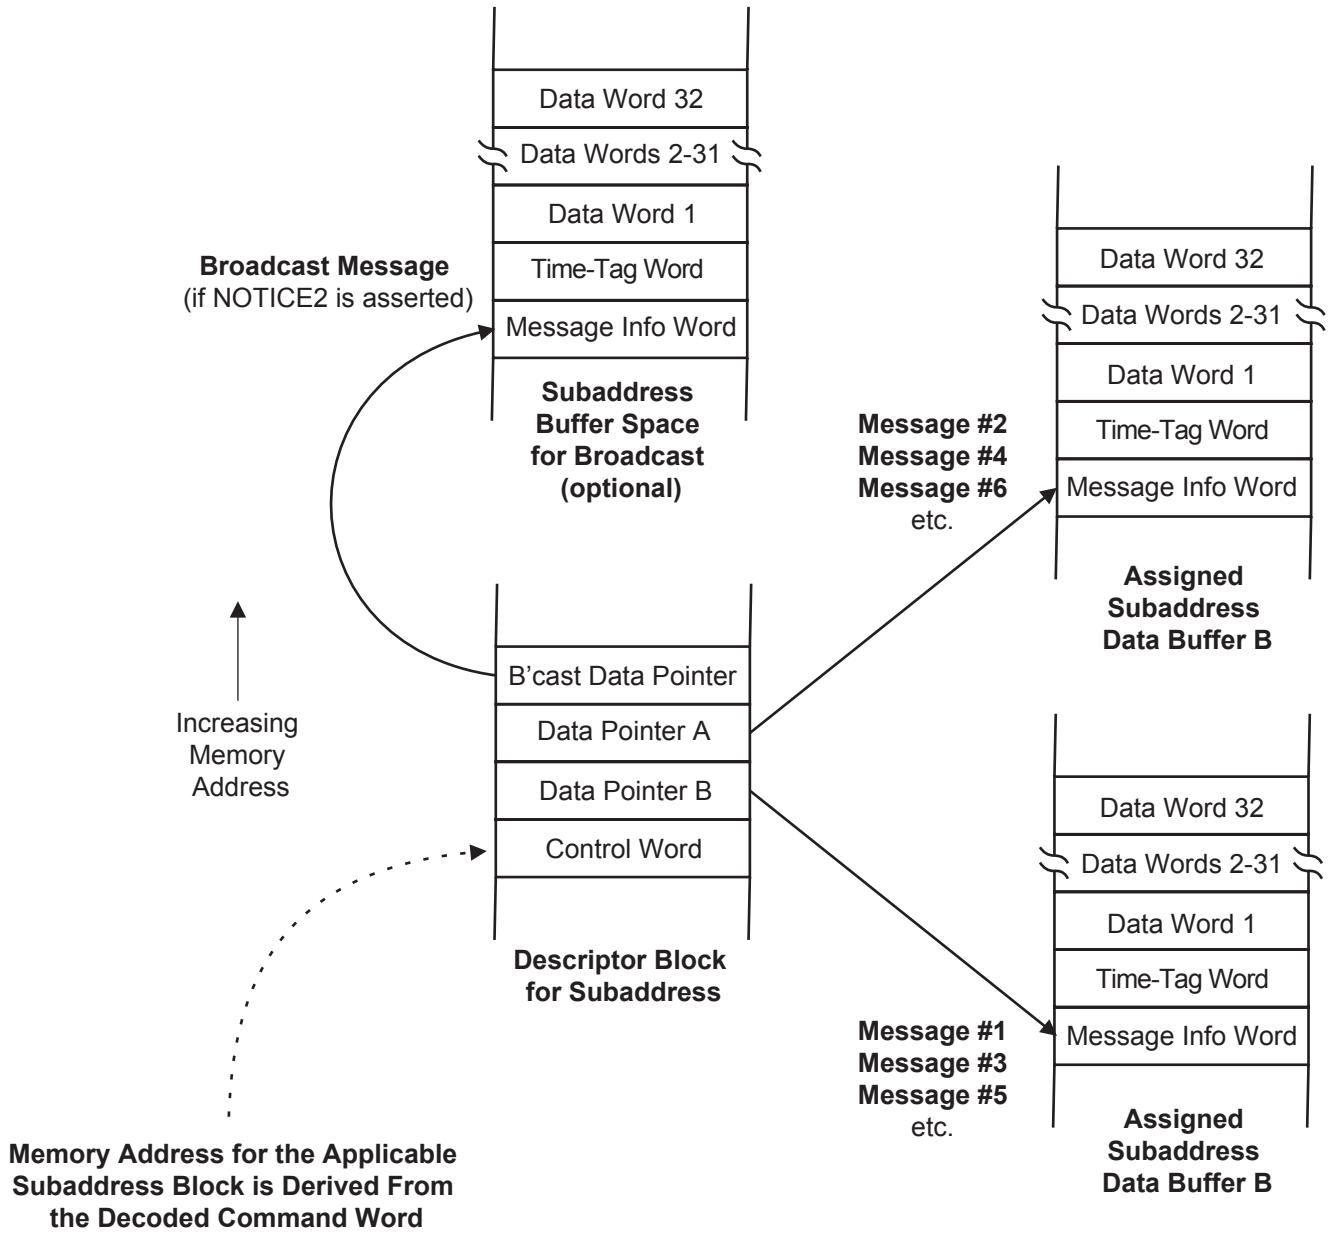 Data Word 32
Data Words 2-31
Data Word 1
Time-Tag Word
Message Info Word
Broadcast Message
(if NOTICE2 is asserted)
Subaddress
Buffer Space
for Broadcast
(optional)
Message #2
Message #4
Message #6
etc.
Data Word 32
Data Words 2-31
Data Word 1
Time-Tag Word
Message Info Word
Assigned
Subaddress
Data Buffer B
Increasing
Memory
Address
B'cast Data Pointer
Data Pointer A
Data Pointer B
Control Word
Descriptor Block
for Subaddress
Data Word 32
Data Words 2-31
Data Word 1
Time-Tag Word
Message Info Word
Message #1
Message #3
Message #5
etc.
Assigned
Subaddress
Data Buffer B
Memory Address for the Applicable
Subaddress Block is Derived From
the Decoded Command Word